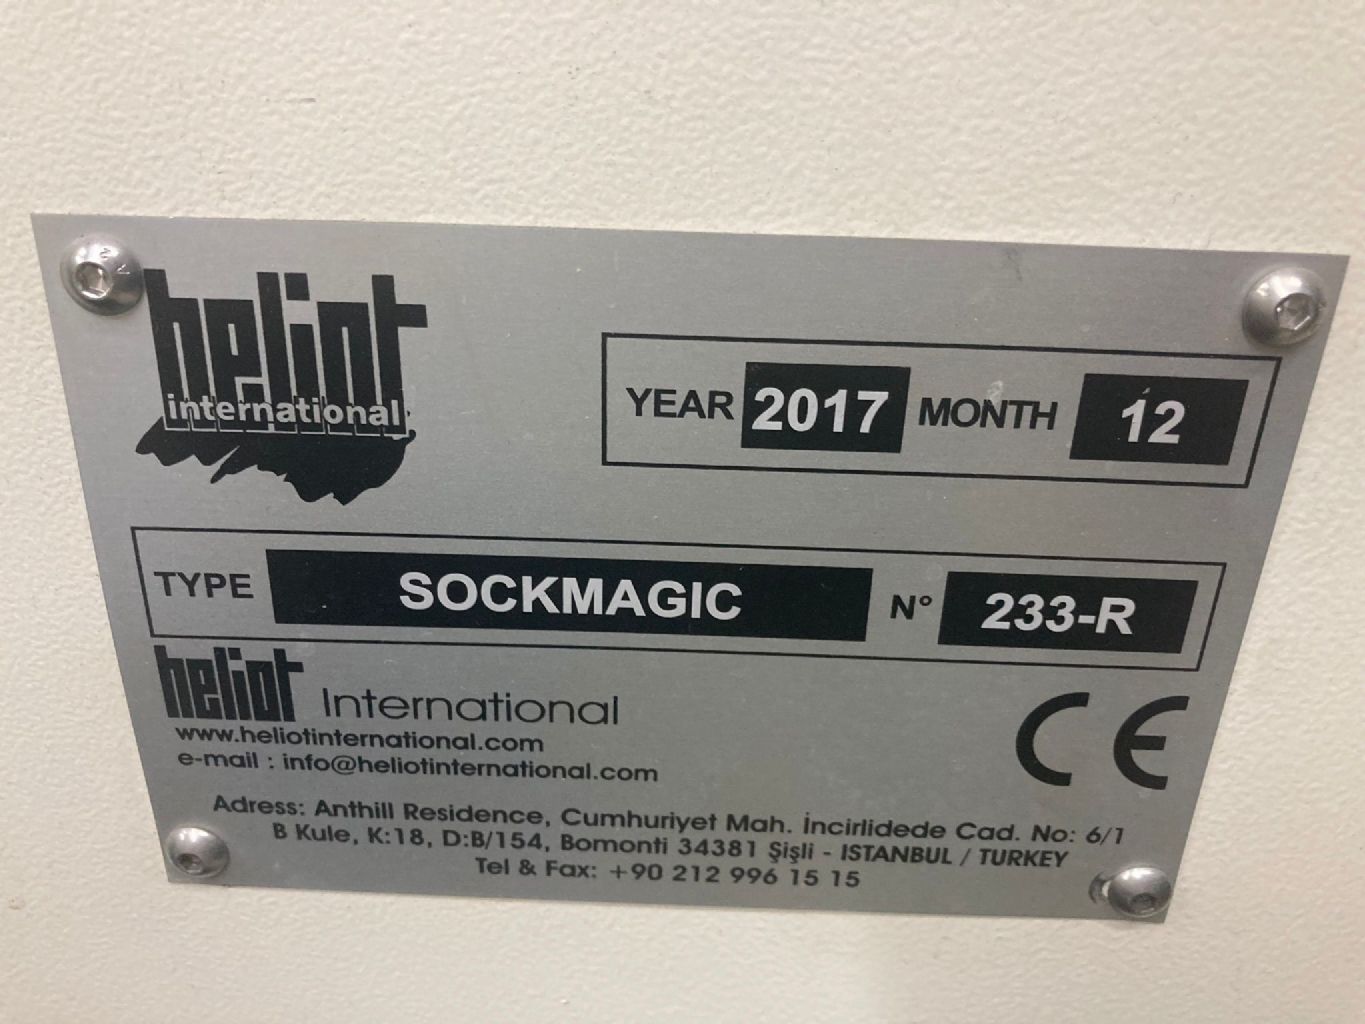 heliot
international
YEAR 2017 MONTH 12
TYPE SOCKMAGIC N° 233-R
heliot International
www.heliotinternational.com
e-mail : info@heliotinternational.com
CE
Adress: Anthill Residence, Cumhuriyet Mah. İncirlidede Cad. No: 6/1
B Kule, K:18, D:B/154, Bomonti 34381 Şişli - ISTANBUL / TURKEY
Tel & Fax: +90 212 996 15 15